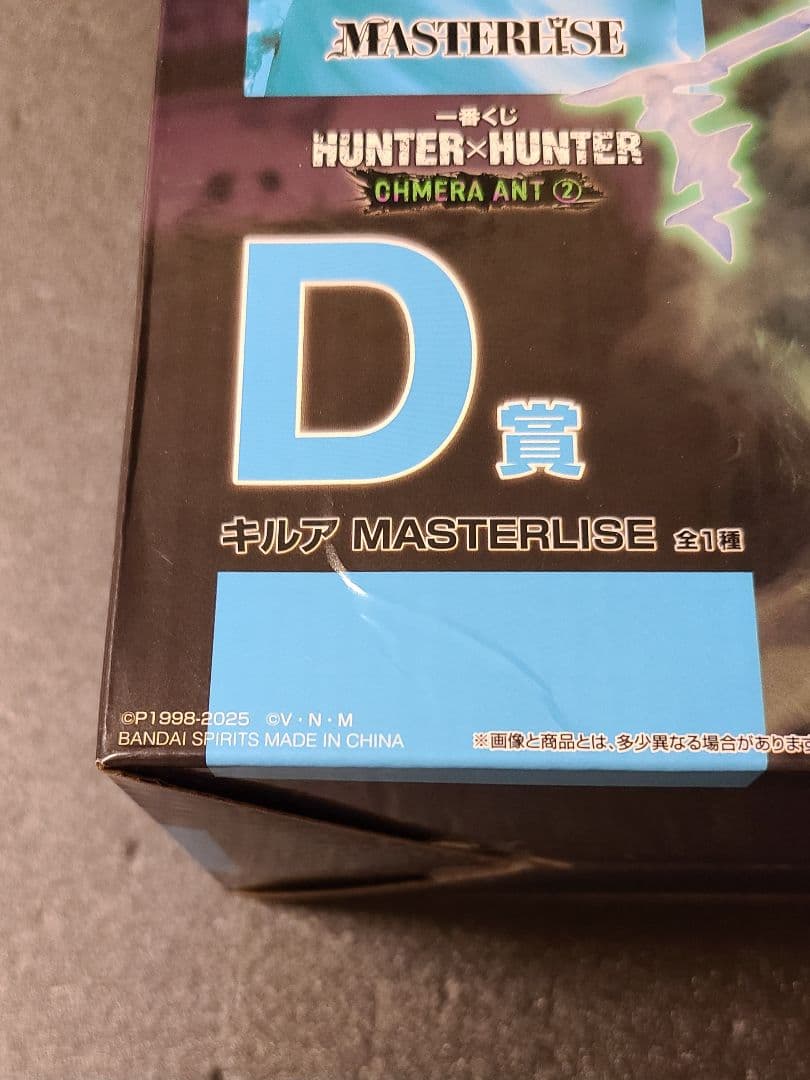 MASTERLISE
一番くじ
HUNTER×HUNTER
CHMERA ANT ②
D賞
キルア MASTERLISE 全1種
©P1998-2025 ©V・N・M
BANDAI SPIRITS MADE IN CHINA
※画像と商品とは、多少異なる場合があります